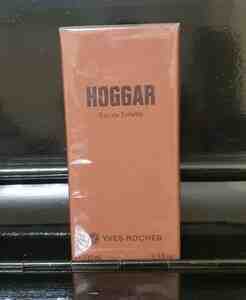 HOGGAR
Eau de Toilette
YVES ROCHER